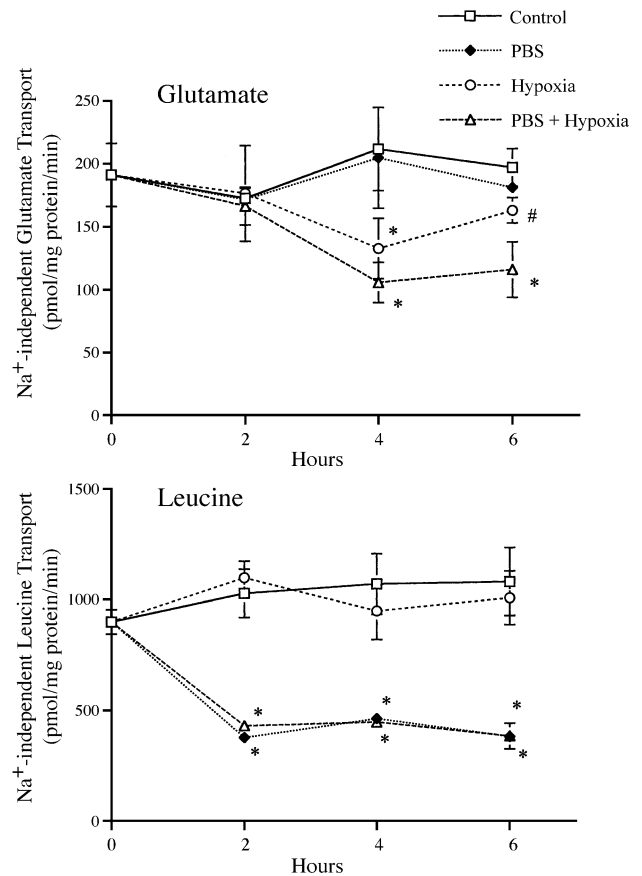 Control
PBS
Hypoxia
PBS + Hypoxia
Glutamate
Na+-independent Glutamate Transport
(pmol/mg protein/min)
250
200
150
100
50
0
*
*
#
*
0 2 4 6
Hours
Leucine
Na+-independent Leucine Transport
(pmol/mg protein/min)
1500
1000
500
0
*
*
*
*
*
*
0 2 4 6
Hours